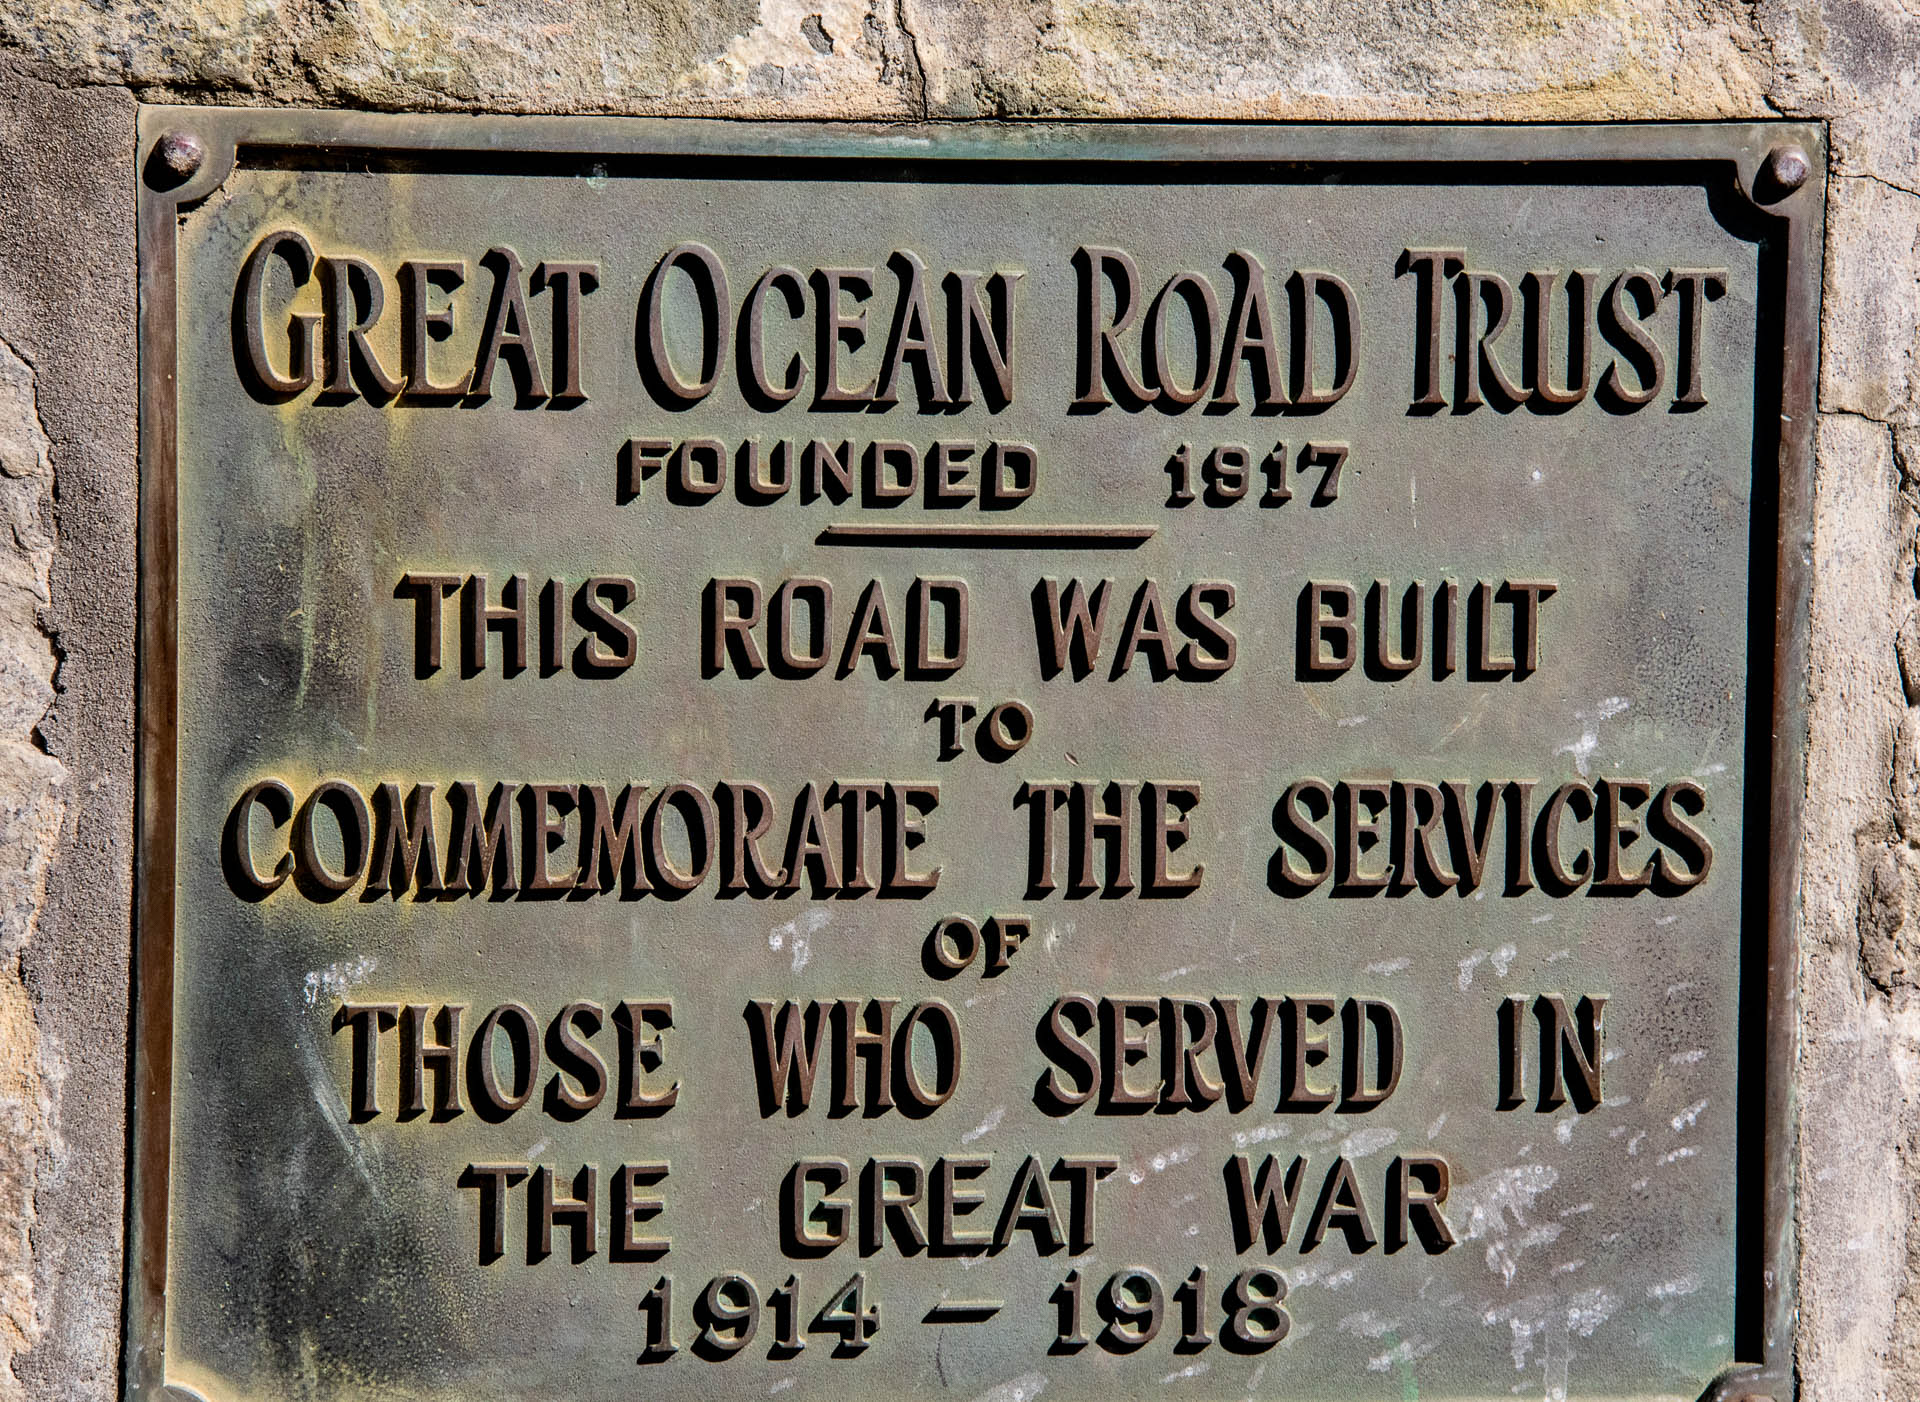 GREAT OCEAN ROAD TRUST
FOUNDED 1917
THIS ROAD WAS BUILT
TO
COMMEMORATE THE SERVICES
OF
THOSE WHO SERVED IN
THE GREAT WAR
1914 – 1918